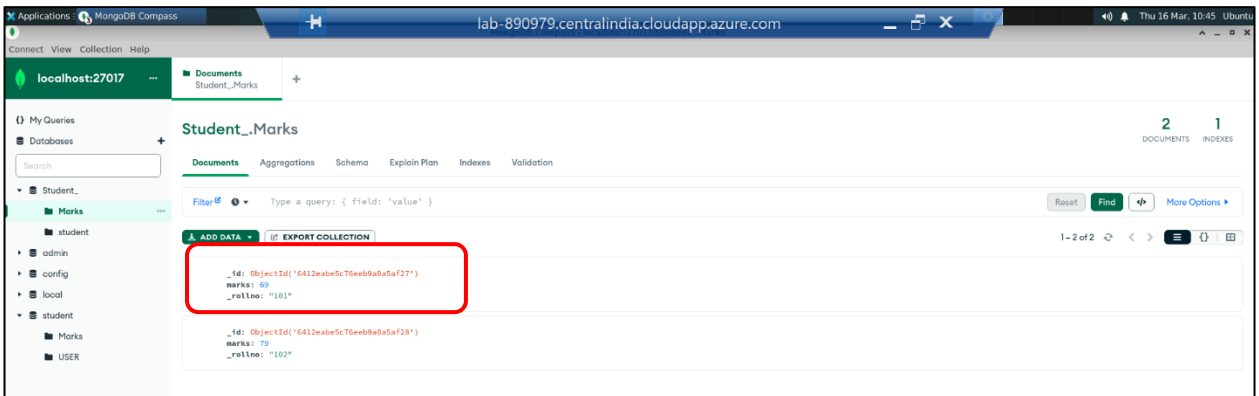 Applications MongoDB Compass lab-890979.centralindia.cloudapp.azure.com Thu 16 Mar, 10:45 Ubuntu
Connect View Collection Help
localhost:27017 ...
Documents
Student_.Marks
+
{} My Queries
Databases +
Search
Student_
Marks ...
student
admin
config
local
student
Marks
USER
Student_.Marks
2 1
DOCUMENTS INDEXES
Documents Aggregations Schema Explain Plan Indexes Validation
Filter Type a query: { field: 'value' } Reset Find </> More Options
ADD DATA EXPORT COLLECTION 1-2 of 2 < > {}
_id: ObjectId('6412eabe5c76eeb9a0a5af27')
marks: 69
_rollno: "101"
_id: ObjectId('6412eabe5c76eeb9a0a5af28')
marks: 79
_rollno: "102"